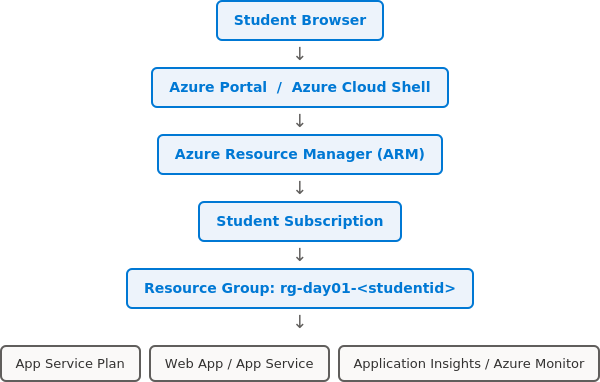 Student Browser
↓
Azure Portal / Azure Cloud Shell
↓
Azure Resource Manager (ARM)
↓
Student Subscription
↓
Resource Group: rg-day01-<studentid>
↓
App Service Plan
Web App / App Service
Application Insights / Azure Monitor